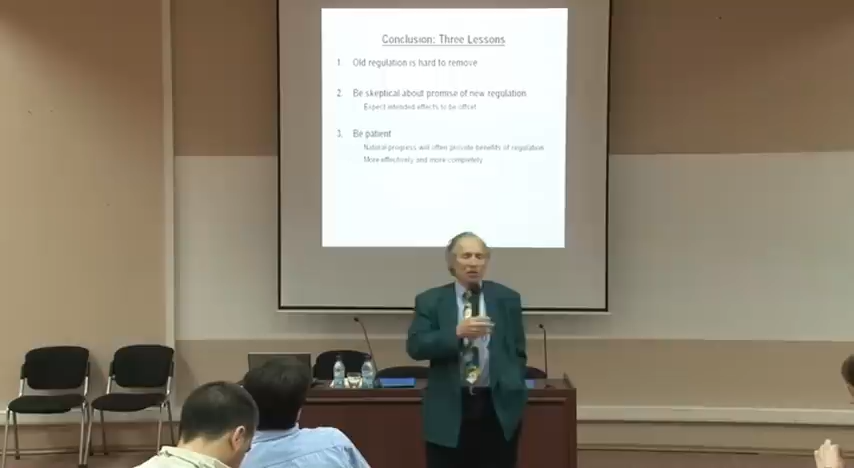 Conclusion: Three Lessons
1. Old regulation is hard to remove
2. Be skeptical about promise of new regulation
Expect intended effects to be offset
3. Be patient
Natural progress will often provide benefits of regulation
More effectively and more completely